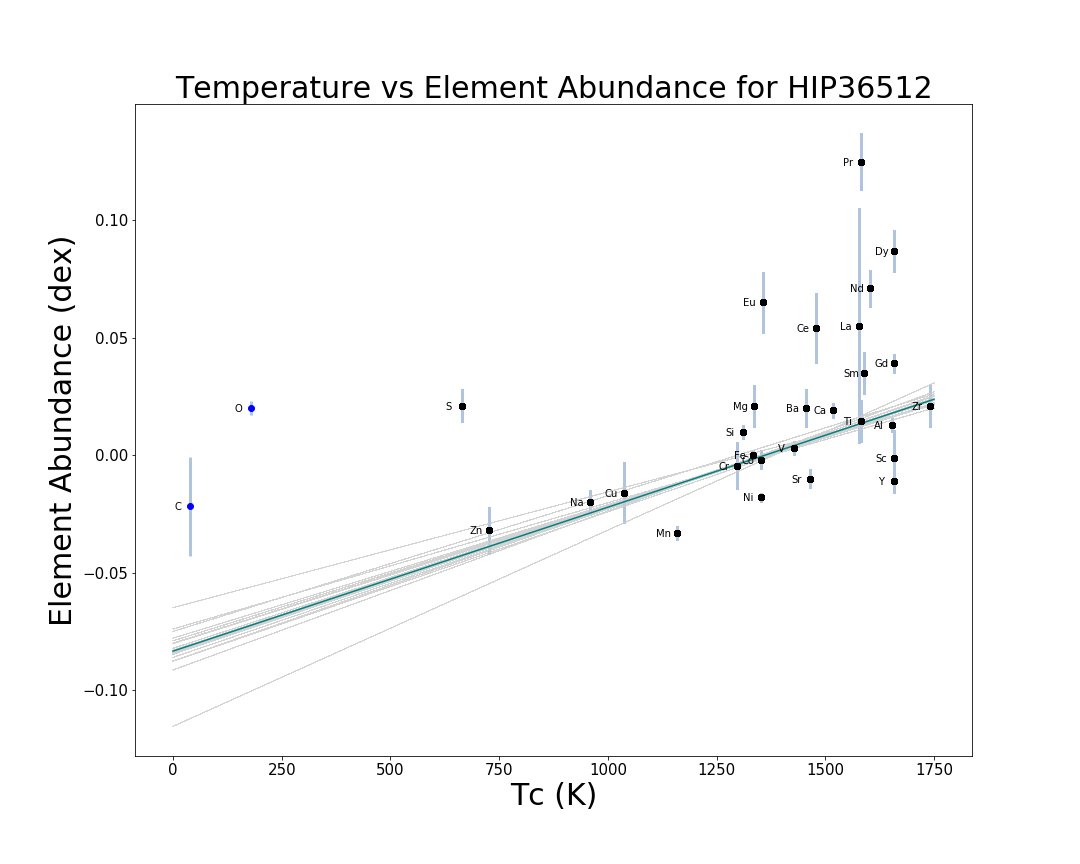 Temperature vs Element Abundance for HIP36512
Element Abundance (dex)
0.10
0.05
0.00
−0.05
−0.10
Pr
Dy
Nd
Eu
Ce
La
Gd
Sm
O
S
Mg
Ba
Ca
Zr
Ti
Al
Si
V
Fe
Co
Cr
Sc
Sr
Y
Cu
Ni
Na
C
Zn
Mn
0
250
500
750
1000
1250
1500
1750
Tc (K)